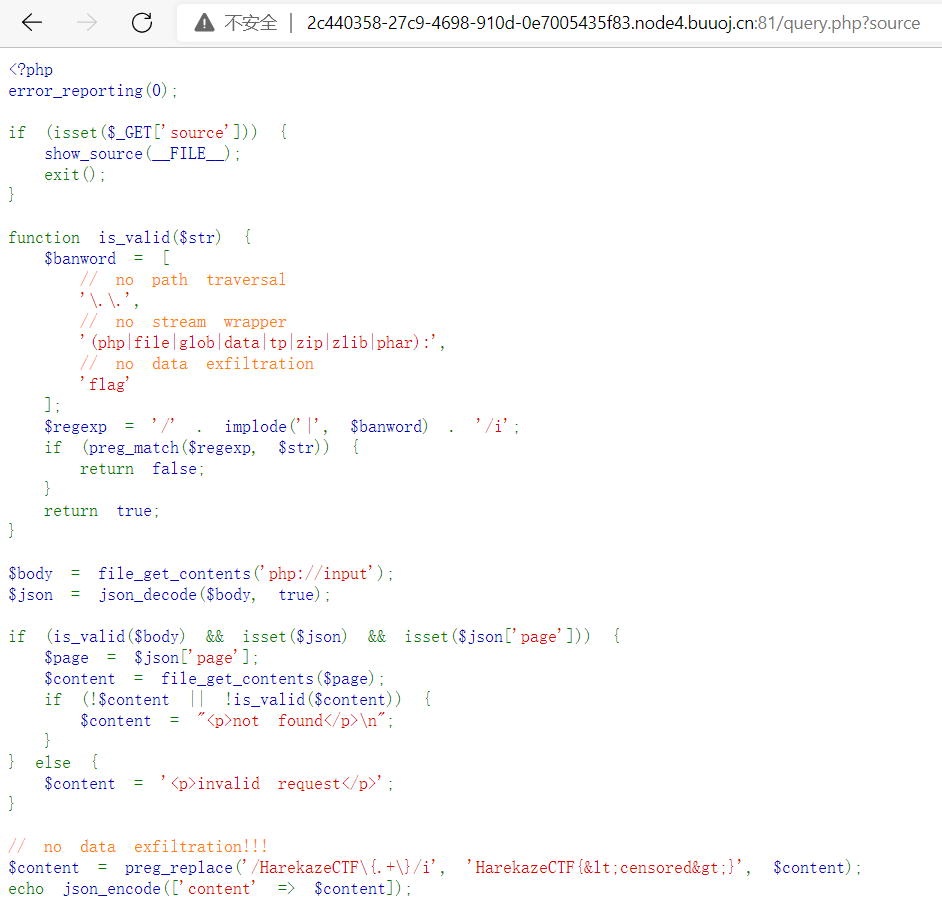 不安全 | 2c440358-27c9-4698-910d-0e7005435f83.node4.buuoj.cn:81/query.php?source
<?php
error_reporting(0);
if (isset($_GET['source'])) {
    show_source(__FILE__);
    exit();
}
function is_valid($str) {
    $banword = [
        // no path traversal
        '\.\.',
        // no stream wrapper
        '(php|file|glob|data|tp|zip|zlib|phar):',
        // no data exfiltration
        'flag'
    ];
    $regexp = '/' . implode('|', $banword) . '/i';
    if (preg_match($regexp, $str)) {
        return false;
    }
    return true;
}
$body = file_get_contents('php://input');
$json = json_decode($body, true);
if (is_valid($body) && isset($json) && isset($json['page'])) {
    $page = $json['page'];
    $content = file_get_contents($page);
    if (!$content || !is_valid($content)) {
        $content = "<p>not found</p>\n";
    }
} else {
    $content = '<p>invalid request</p>';
}
// no data exfiltration!!!
$content = preg_replace('/HarekazeCTF\{.+\}/i', 'HarekazeCTF{&lt;censored&gt;}', $content);
echo json_encode(['content' => $content]);